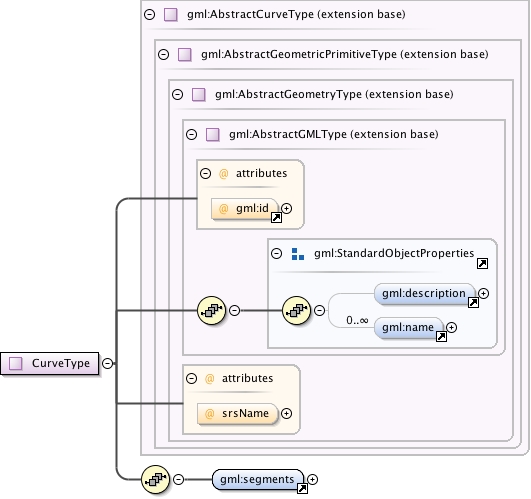 gml:AbstractCurveType (extension base)
gml:AbstractGeometricPrimitiveType (extension base)
gml:AbstractGeometryType (extension base)
gml:AbstractGMLType (extension base)
@ attributes
@ gml:id
gml:StandardObjectProperties
gml:description
0..∞
gml:name
CurveType
@ attributes
@ srsName
gml:segments